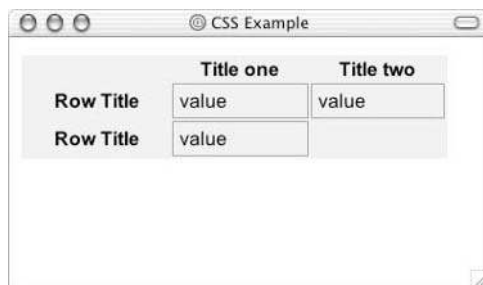 CSS Example
Title one Title two
Row Title value value
Row Title value